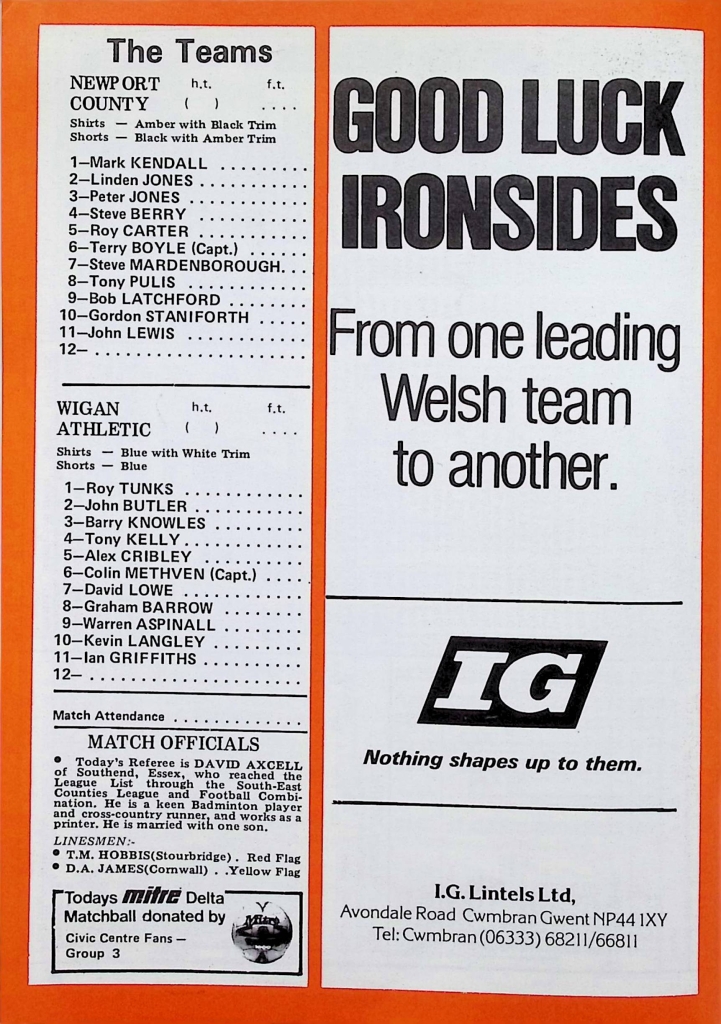 The Teams
NEWPORT h.t. f.t.
COUNTY ( ) ....
Shirts — Amber with Black Trim
Shorts — Black with Amber Trim
1—Mark KENDALL .........
2—Linden JONES ...........
3—Peter JONES ............
4—Steve BERRY ...........
5—Roy CARTER ...........
6—Terry BOYLE (Capt.) ......
7—Steve MARDENBOROUGH...
8—Tony PULIS ............
9—Bob LATCHFORD ........
10—Gordon STANIFORTH .....
11—John LEWIS ............
12— .....................
WIGAN h.t. f.t.
ATHLETIC ( ) ....
Shirts — Blue with White Trim
Shorts — Blue
1—Roy TUNKS ............
2—John BUTLER ...........
3—Barry KNOWLES .........
4—Tony KELLY ............
5—Alex CRIBLEY ..........
6—Colin METHVEN (Capt.) ....
7—David LOWE ............
8—Graham BARROW ........
9—Warren ASPINALL ........
10—Kevin LANGLEY .........
11—Ian GRIFFITHS ..........
12— .....................
Match Attendance .............
MATCH OFFICIALS
• Today's Referee is DAVID AXCELL
of Southend, Essex, who reached the
League List through the South-East
Counties League and Football Combi-
nation. He is a keen Badminton player
and cross-country runner, and works as a
printer. He is married with one son.
LINESMEN:-
• T.M. HOBBIS(Stourbridge) . Red Flag
• D.A. JAMES(Cornwall) . .Yellow Flag
Todays mitre Delta
Matchball donated by
Civic Centre Fans —
Group 3
Mitre
GOOD LUCK
IRONSIDES
From one leading
Welsh team
to another.
IG
Nothing shapes up to them.
I.G. Lintels Ltd,
Avondale Road Cwmbran Gwent NP44 1XY
Tel: Cwmbran (06333) 68211/66811